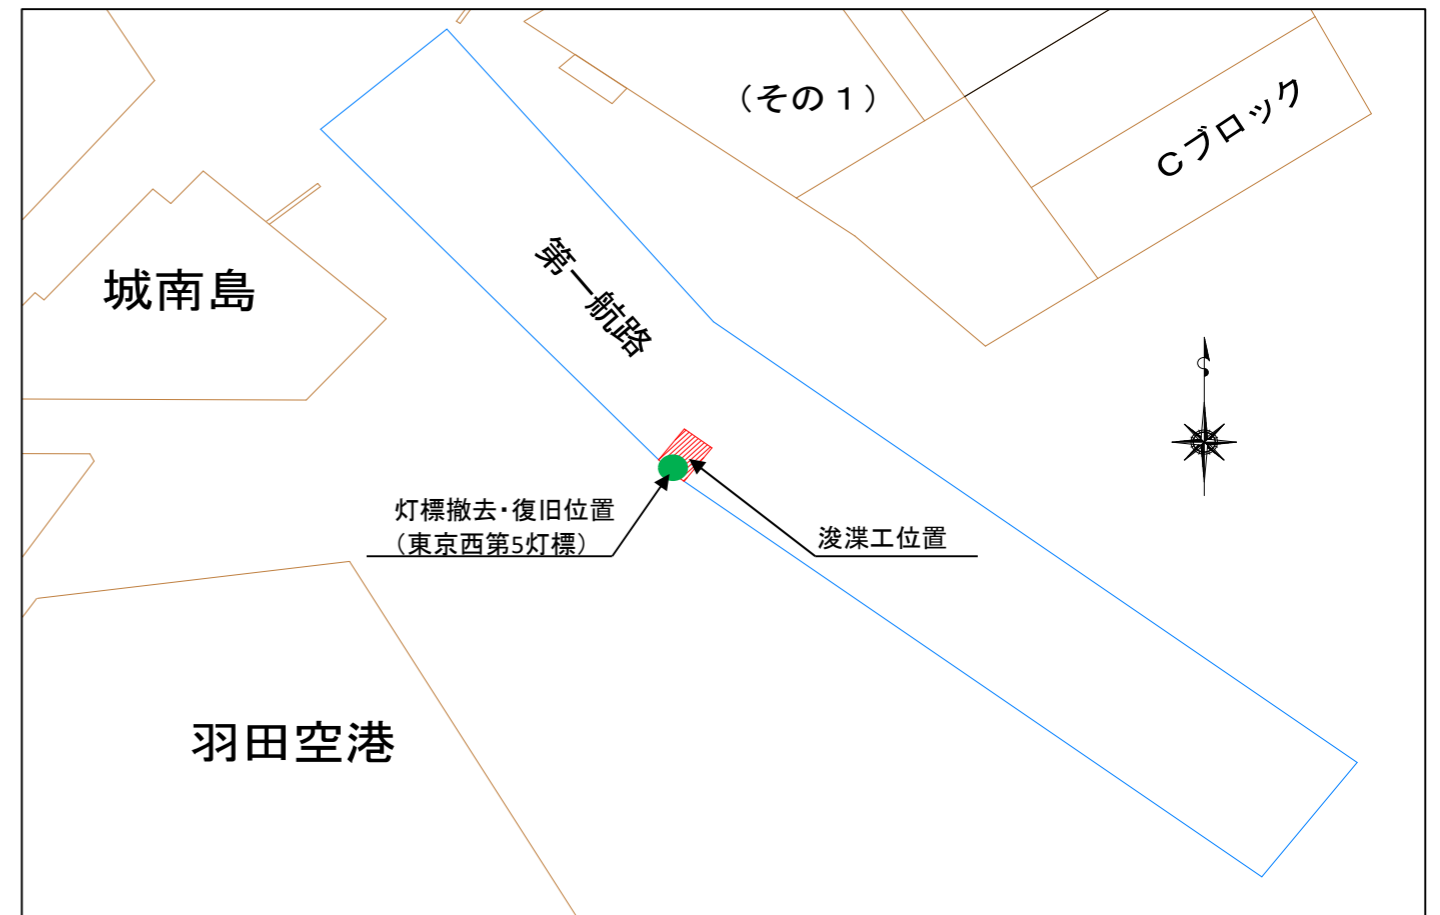 （その１）
Ｃブロック
第一航路
城南島
灯標撤去・復旧位置
（東京西第5灯標）
浚渫工位置
羽田空港